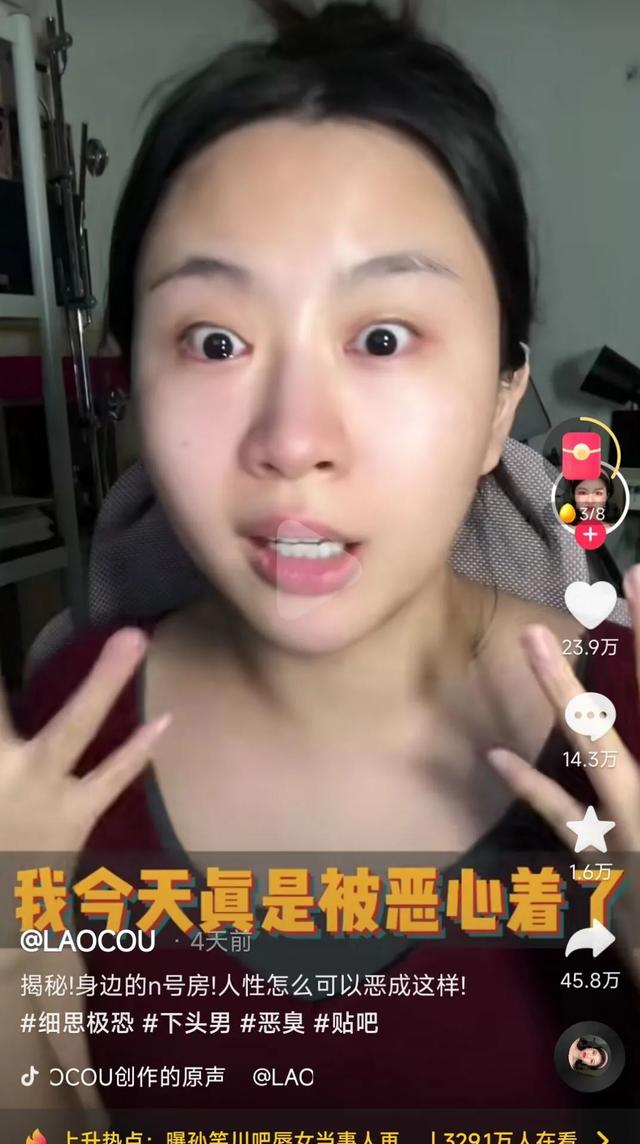 3/8
23.9万
14.3万
1.6万
我今天真是被恶心着了
@LAOCOU · 4天前
45.8万
揭秘!身边的n号房!人性怎么可以恶成这样!
#细思极恐 #下头男 #恶臭 #贴吧
OCOU创作的原声 @LAO
上升热点：曝孙笑川吧辱女当事人再... 3291万人在看